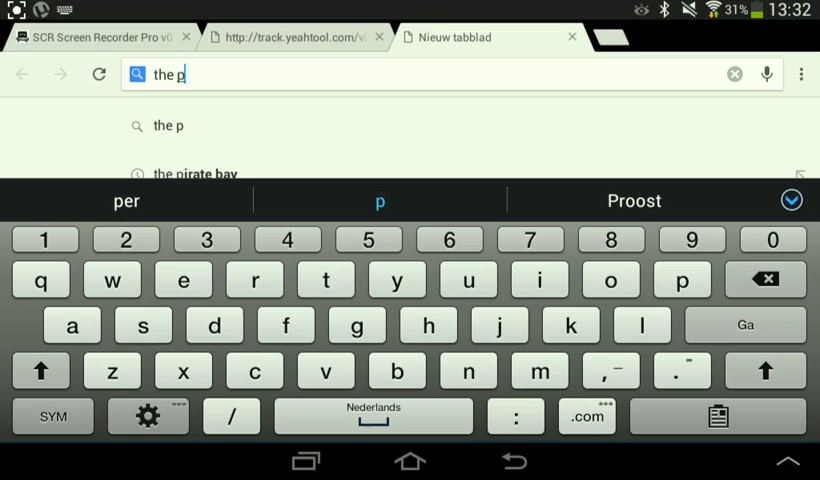 31% 13:32
SCR Screen Recorder Pro v0
http://track.yeahtool.com/vi
Nieuw tabblad
the p
the p
the pirate bay
per p Proost
1 2 3 4 5 6 7 8 9 0
q w e r t y u i o p
a s d f g h j k l Ga
z x c v b n m , - . -
SYM / Nederlands : .com